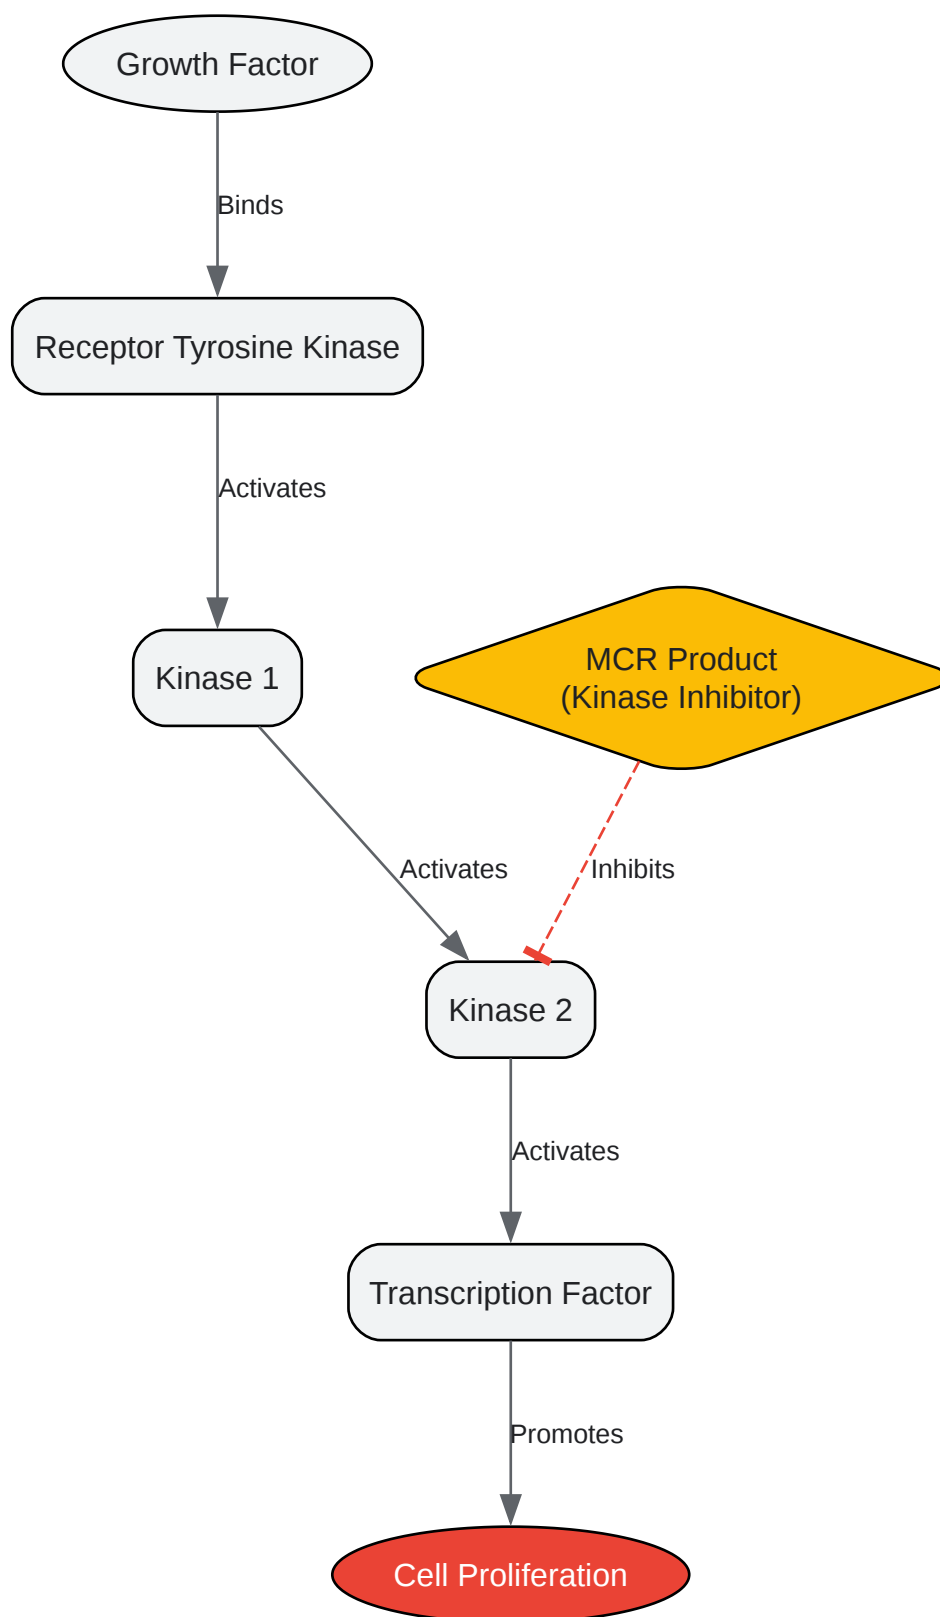 Growth Factor
Binds
Receptor Tyrosine Kinase
Activates
Kinase 1
MCR Product
(Kinase Inhibitor)
Activates
Inhibits
Kinase 2
Activates
Transcription Factor
Promotes
Cell Proliferation